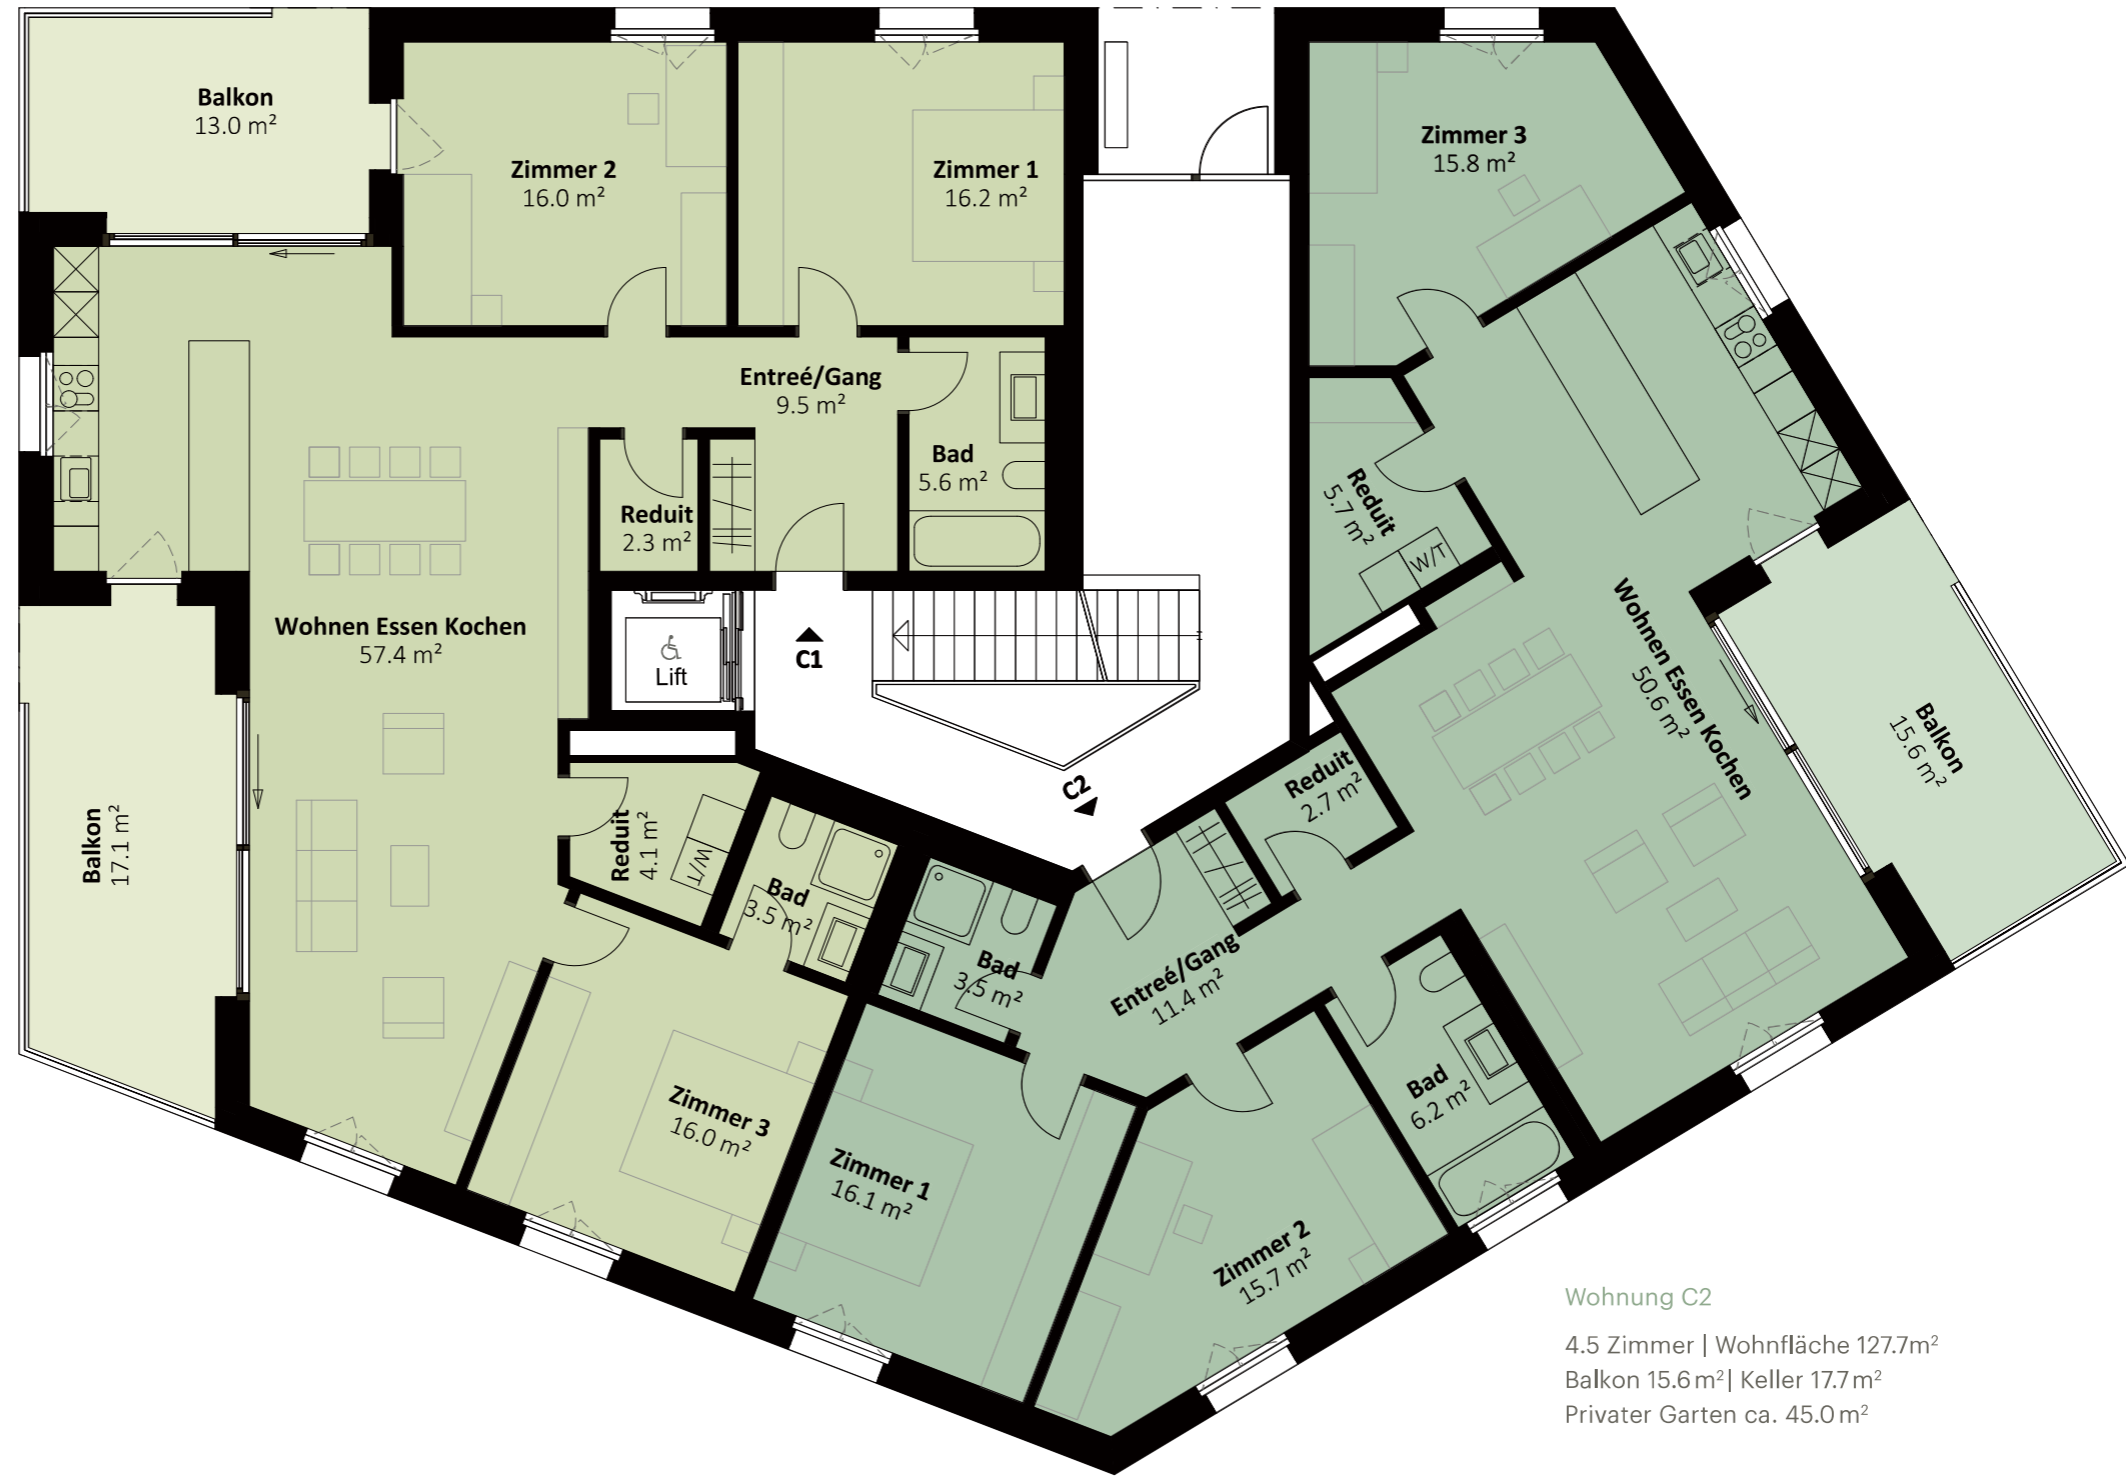 Balkon
13.0 m²
Zimmer 2
16.0 m²
Zimmer 1
16.2 m²
Zimmer 3
15.8 m²
Entreé/Gang
9.5 m²
Bad
5.6 m²
Reduit
2.3 m²
Reduit
5.7 m²
W/T
Wohnen Essen Kochen
57.4 m²
Lift
C1
C2
Wohnen Essen Kochen
50.6 m²
Balkon
15.6 m²
Balkon
17.1 m²
Reduit
4.1 m²
W/T
Bad
3.5 m²
Reduit
2.7 m²
Bad
3.5 m²
Entreé/Gang
11.4 m²
Zimmer 3
16.0 m²
Zimmer 1
16.1 m²
Bad
6.2 m²
Zimmer 2
15.7 m²
Wohnung C2
4.5 Zimmer | Wohnfläche 127.7m²
Balkon 15.6 m² | Keller 17.7 m²
Privater Garten ca. 45.0 m²